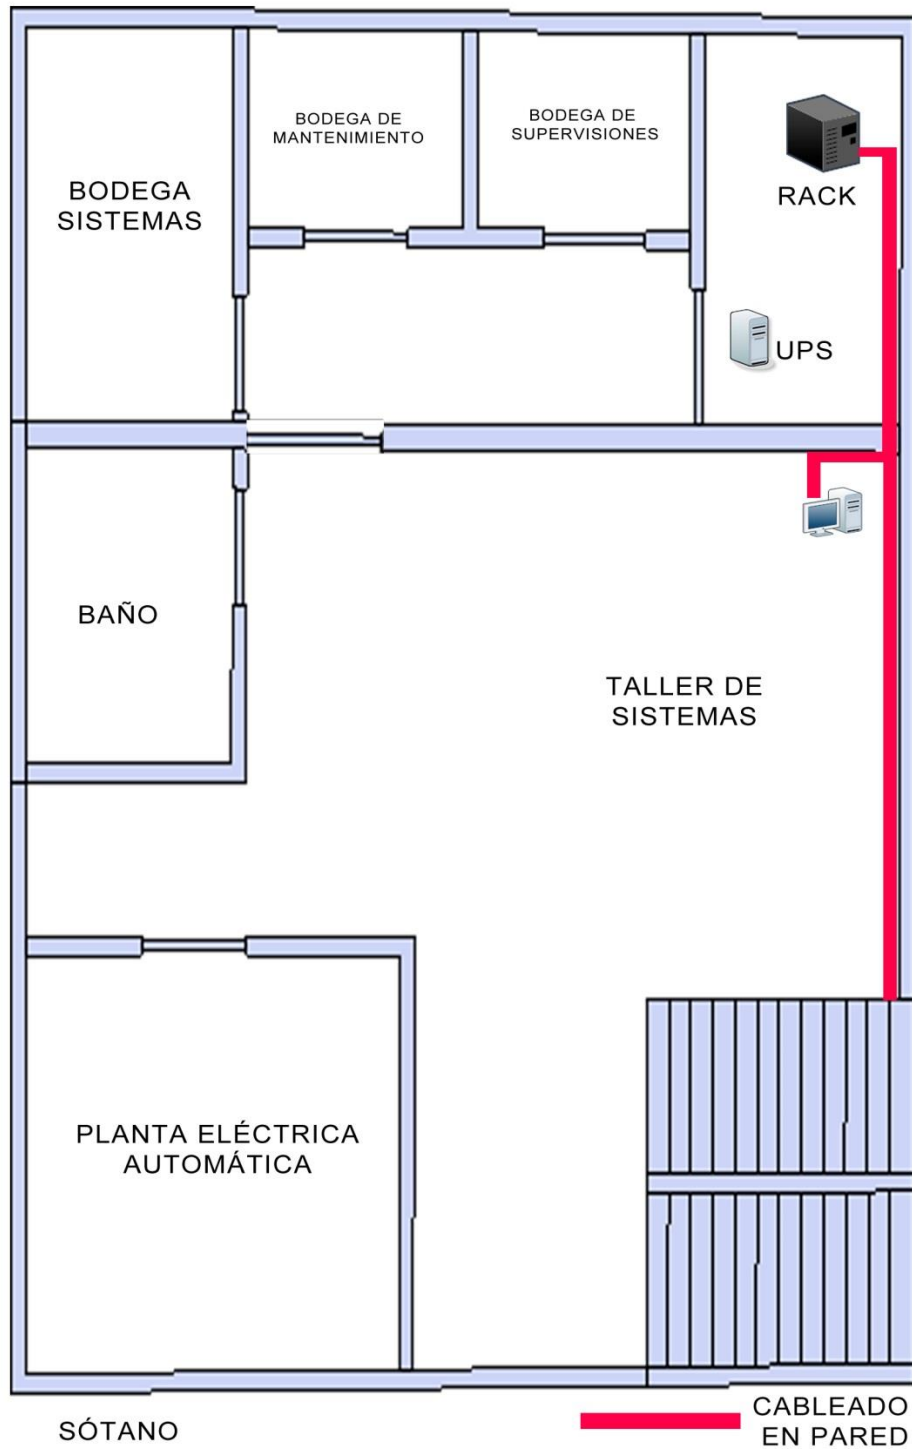 BODEGA DE
MANTENIMIENTO
BODEGA DE
SUPERVISIONES
BODEGA
SISTEMAS
RACK
UPS
BAÑO
TALLER DE
SISTEMAS
PLANTA ELÉCTRICA
AUTOMÁTICA
SÓTANO
CABLEADO
EN PARED